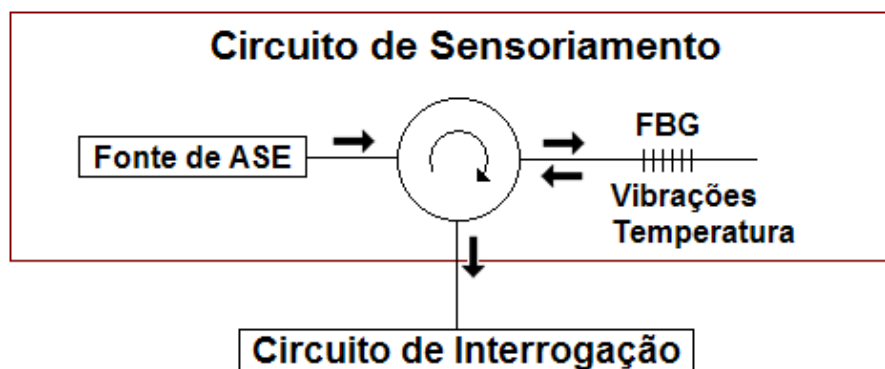 Circuito de Sensoriamento
Fonte de ASE
FBG
Vibrações
Temperatura
Circuito de Interrogação